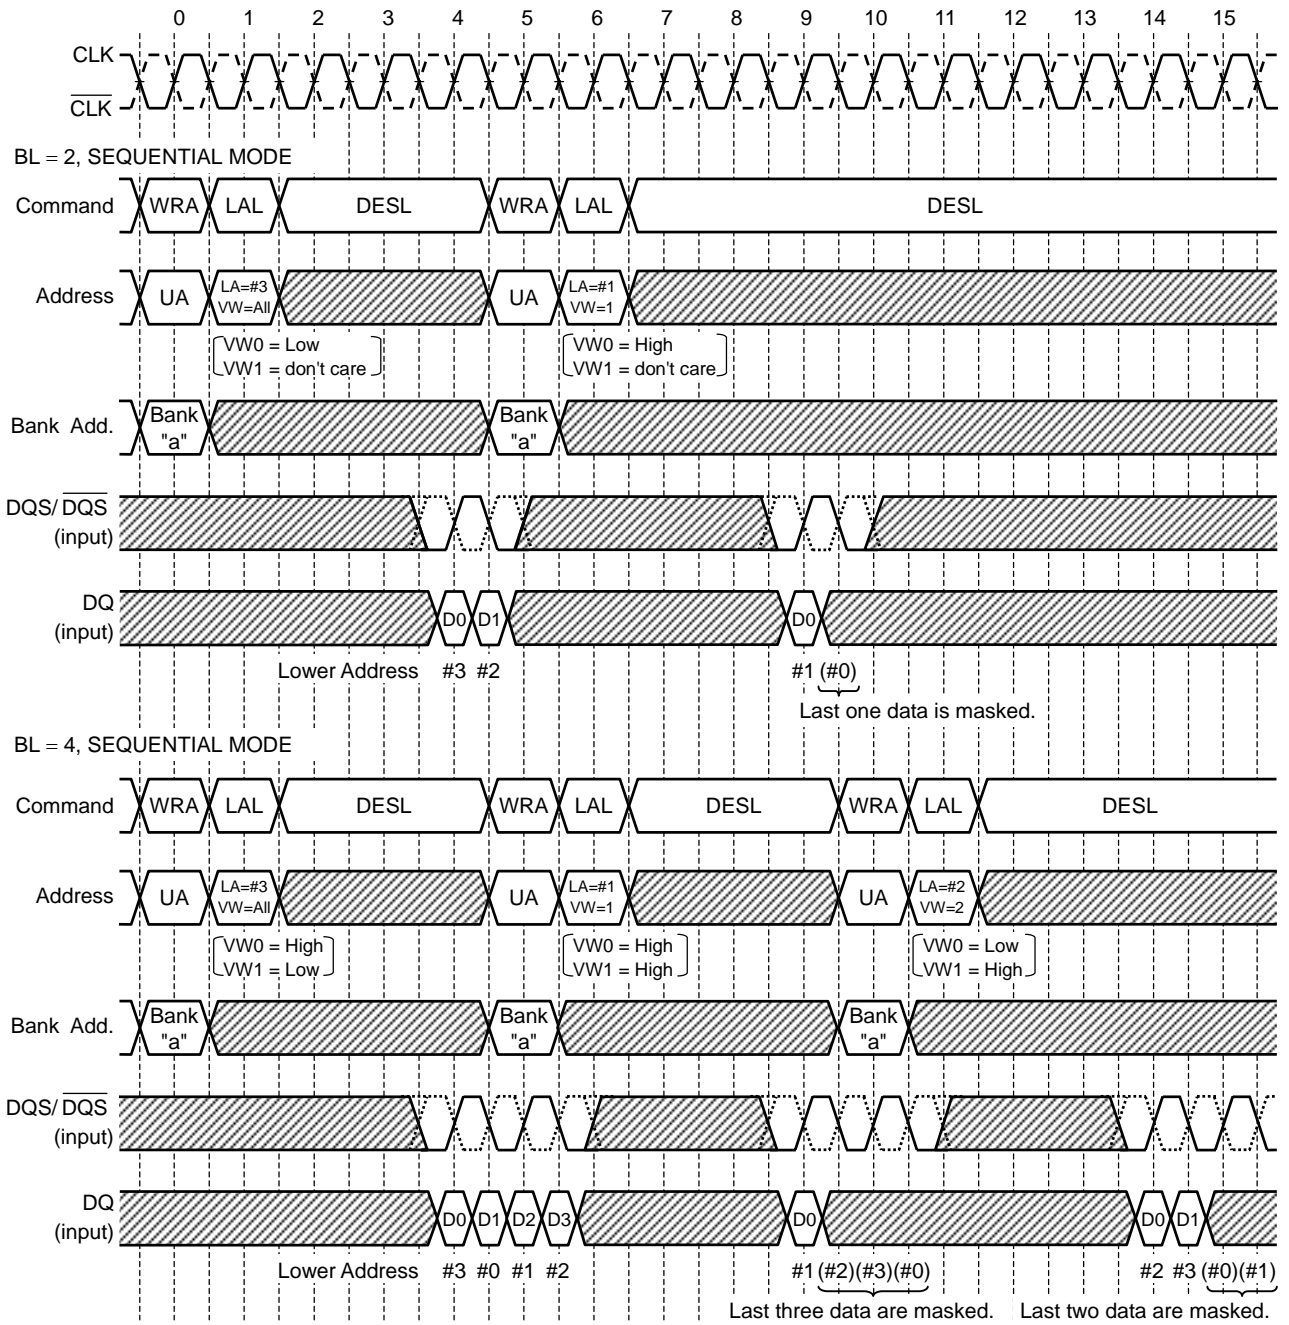 0 1 2 3 4 5 6 7 8 9 10 11 12 13 14 15
CLK
CLK
BL = 2, SEQUENTIAL MODE
Command WRA LAL DESL WRA LAL DESL
Address UA LA=#3 UA LA=#1
VW=All VW=1
VW0 = Low VW0 = High
VW1 = don't care VW1 = don't care
Bank Add. Bank Bank
"a" "a"
DQS/ DQS
(input)
DQ D0 D1 D0
(input)
Lower Address #3 #2 #1 (#0)
Last one data is masked.
BL = 4, SEQUENTIAL MODE
Command WRA LAL DESL WRA LAL DESL WRA LAL DESL
Address UA LA=#3 UA LA=#1 UA LA=#2
VW=All VW=1 VW=2
VW0 = High VW0 = High VW0 = Low
VW1 = Low VW1 = High VW1 = High
Bank Add. Bank Bank Bank
"a" "a" "a"
DQS/ DQS
(input)
DQ D0 D1 D2 D3 D0 D0 D1
(input)
Lower Address #3 #0 #1 #2 #1 (#2)(#3)(#0) #2 #3 (#0)(#1)
Last three data are masked. Last two data are masked.